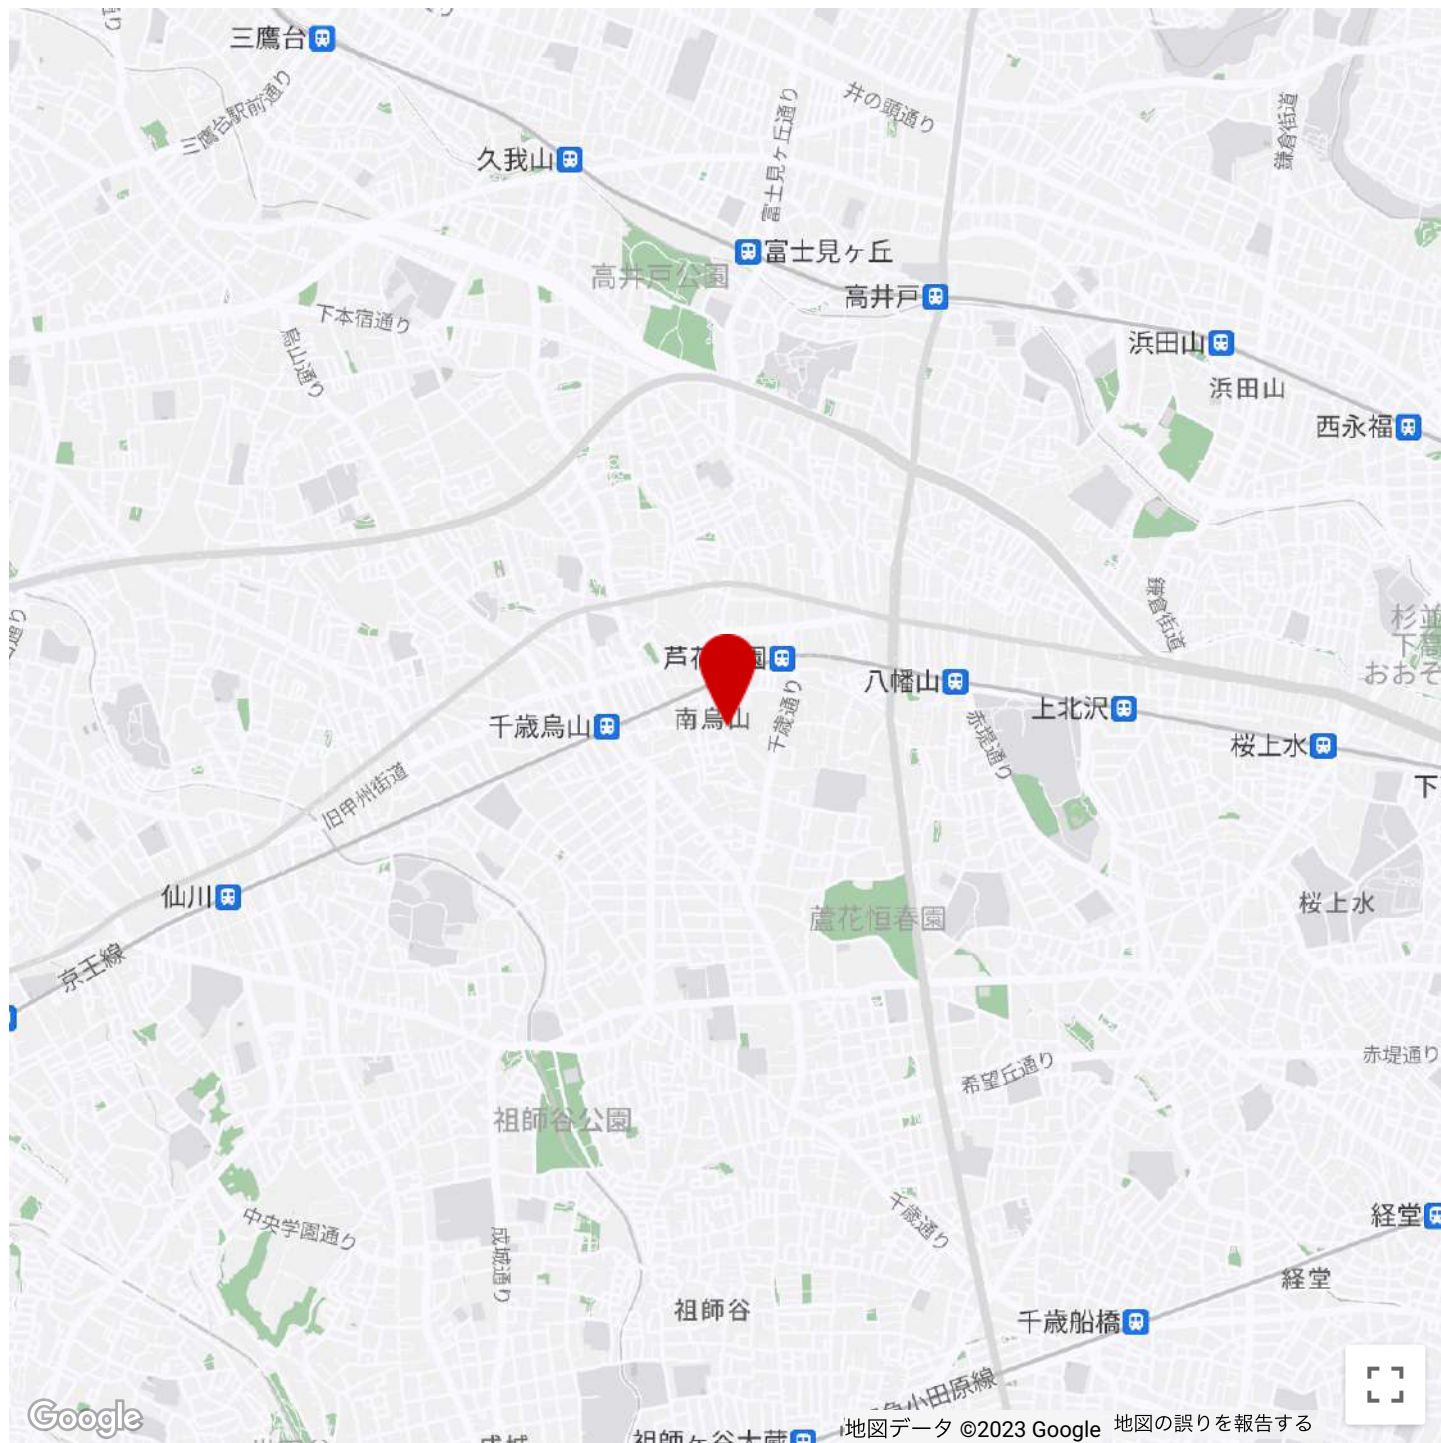 三鷹台
三鷹台駅前通り
久我山
富士見ヶ丘通り
井の頭通り
鎌倉街道
富士見ヶ丘
高井戸公園
高井戸
下本宿通り
烏山通り
浜田山
浜田山
西永福
鎌倉街道
杉並
南烏山
千歳烏山
千歳通り
八幡山
上北沢
赤堤通り
桜上水
下
旧甲州街道
仙川
京王線
蘆花恒春園
桜上水
希望丘通り
赤堤通り
祖師谷公園
中央学園通り
成城通り
千歳通り
経堂
経堂
祖師谷
千歳船橋
小田原線
Google
地図データ ©2023 Google
地図の誤りを報告する